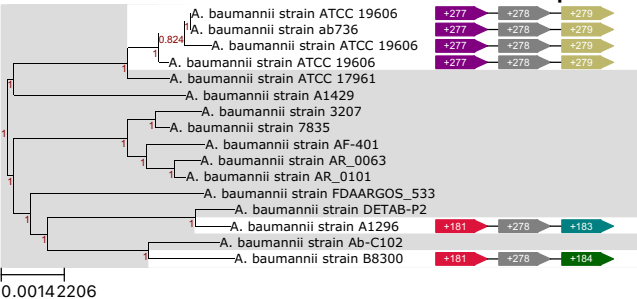 A. baumannii strain ATCC 19606 +277 +278 +279
A. baumannii strain ab736 +277 +278 +279
0.824 A. baumannii strain ATCC 19606 +277 +278 +279
A. baumannii strain ATCC 19606 +277 +278 +279
A. baumannii strain ATCC 17961
A. baumannii strain A1429
A. baumannii strain 3207
A. baumannii strain 7835
A. baumannii strain AF-401
A. baumannii strain AR_0063
A. baumannii strain AR_0101
A. baumannii strain FDAARGOS_533
A. baumannii strain DETAB-P2
A. baumannii strain A1296 +181 +278 +183
A. baumannii strain Ab-C102
A. baumannii strain B8300 +181 +278 +184
1
1
1
1
1
1
1
1
1
1
1
1
1
1
0.00142206